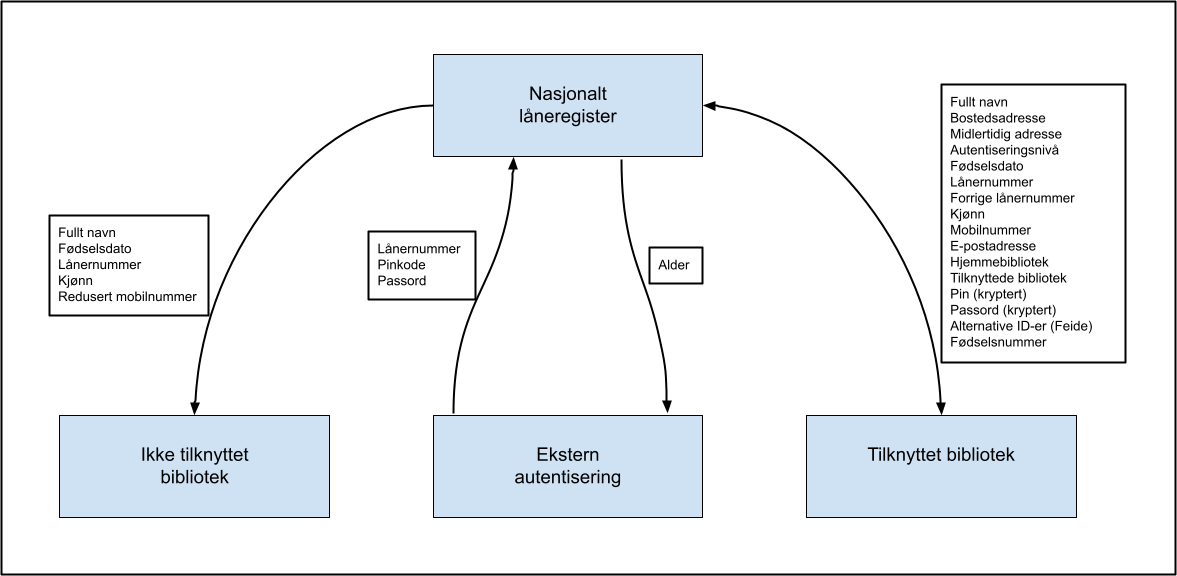 Nasjonalt
låneregister
Fullt navn
Bostedsadresse
Midlertidig adresse
Autentiseringsnivå
Fødselsdato
Lånernummer
Forrige lånernummer
Kjønn
Mobilnummer
E-postadresse
Hjemmebibliotek
Tilknyttede bibliotek
Pin (kryptert)
Passord (kryptert)
Alternative ID-er (Feide)
Fødselsnummer
Fullt navn
Fødselsdato
Lånernummer
Kjønn
Redusert mobilnummer
Lånernummer
Pinkode
Passord
Alder
Ikke tilknyttet
bibliotek
Ekstern
autentisering
Tilknyttet bibliotek